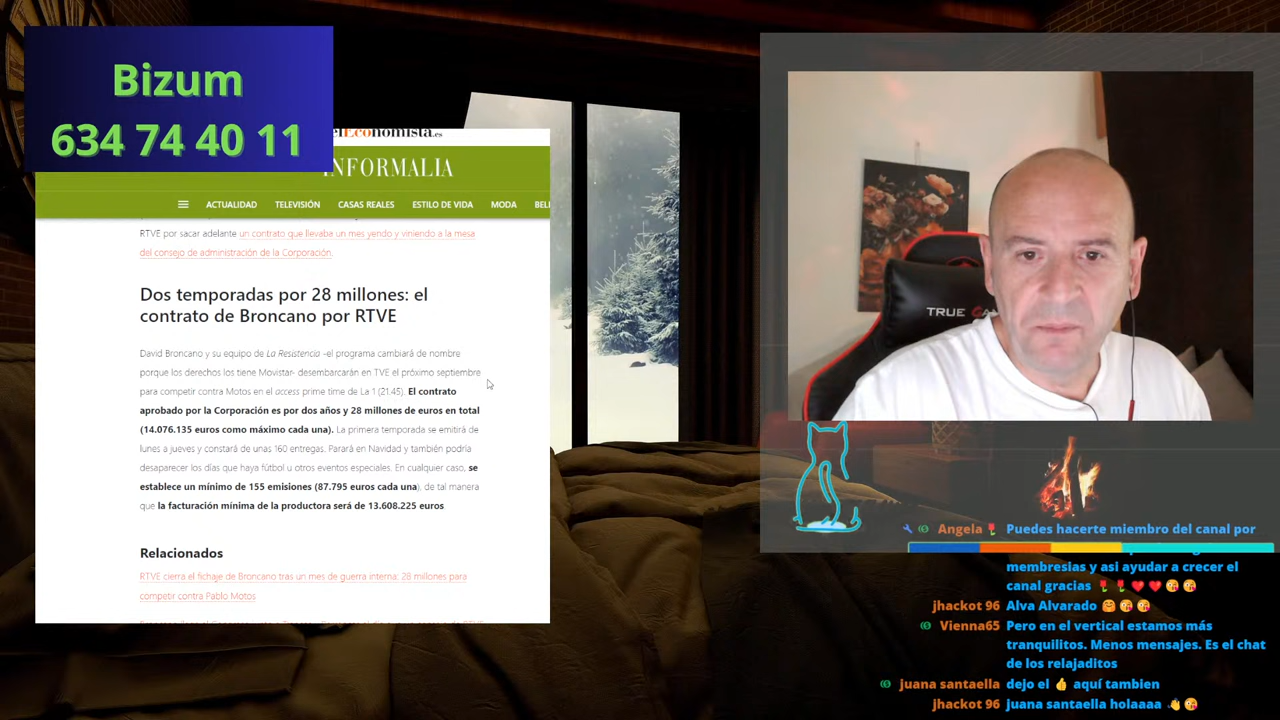 Bizum
634 74 40 11
elEconomista.es
INFORMALIA
ACTUALIDAD TELEVISIÓN CASAS REALES ESTILO DE VIDA MODA
RTVE por sacar adelante un contrato que llevaba un mes yendo y viniendo a la mesa
del consejo de administración de la Corporación.
Dos temporadas por 28 millones: el
contrato de Broncano por RTVE
David Broncano y su equipo de La Resistencia -el programa cambiará de nombre
porque los derechos los tiene Movistar- desembarcarán en TVE el próximo septiembre
para competir contra Motos en el access prime time de La 1 (21.45). El contrato
aprobado por la Corporación es por dos años y 28 millones de euros en total
(14.076.135 euros como máximo cada una). La primera temporada se emitirá de
lunes a jueves y constará de unas 160 entregas. Parará en Navidad y también podría
desaparecer los días que haya fútbol u otros eventos especiales. En cualquier caso, se
establece un mínimo de 155 emisiones (87.795 euros cada una), de tal manera
que la facturación mínima de la productora será de 13.608.225 euros
Relacionados
RTVE cierra el fichaje de Broncano tras un mes de guerra interna: 28 millones para
competir contra Pablo Motos
TRUE
Angela 🌷 Puedes hacerte miembro del canal por
membresias y asi ayudar a crecer el
canal gracias 🌷🌷❤️❤️😘😘
jhackot 96 Alva Alvarado 🤗😘😘
Vienna65 Pero en el vertical estamos más
tranquilitos. Menos mensajes. Es el chat
de los relajaditos
juana santaella dejo el 👍 aquí tambien
jhackot 96 juana santaella holaaaa 👋😘